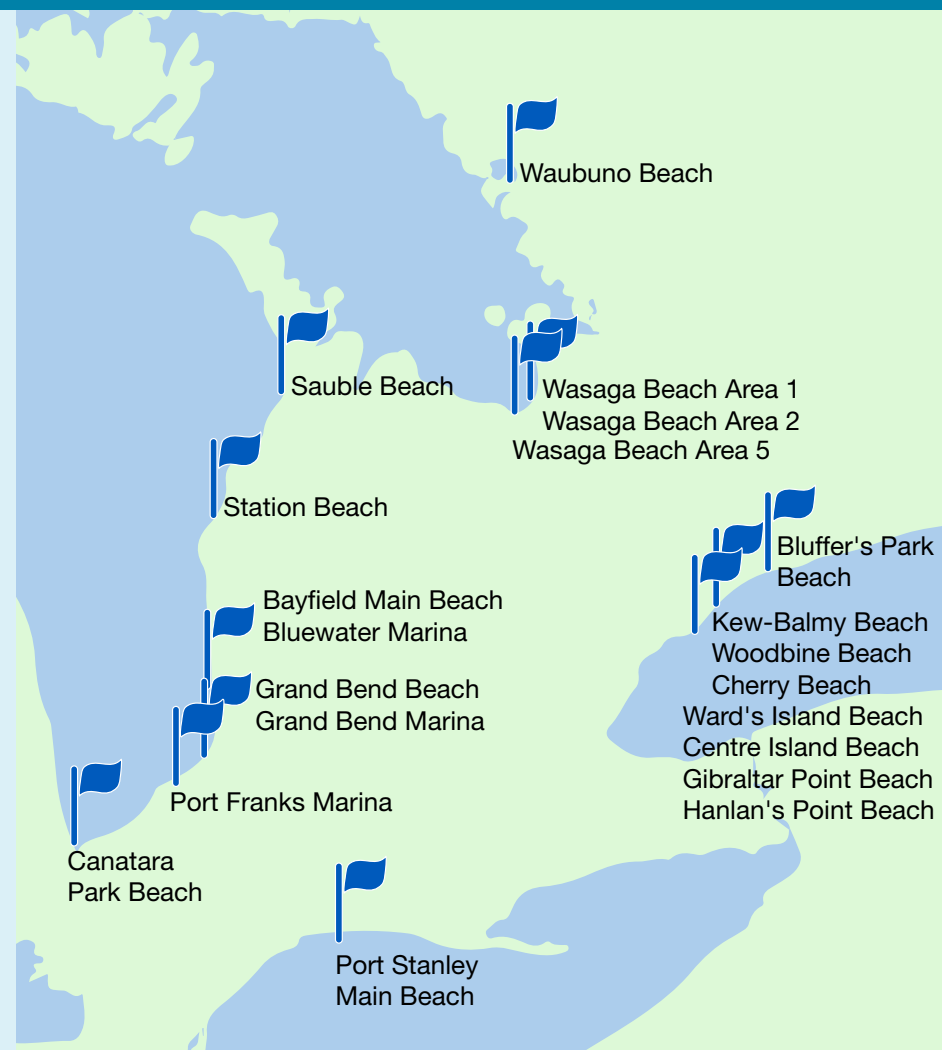 Waubuno Beach
Sauble Beach
Wasaga Beach Area 1
Wasaga Beach Area 2
Wasaga Beach Area 5
Station Beach
Bluffer's Park
Beach
Bayfield Main Beach
Bluewater Marina
Kew-Balmy Beach
Woodbine Beach
Cherry Beach
Ward's Island Beach
Centre Island Beach
Gibraltar Point Beach
Hanlan's Point Beach
Grand Bend Beach
Grand Bend Marina
Port Franks Marina
Canatara
Park Beach
Port Stanley
Main Beach